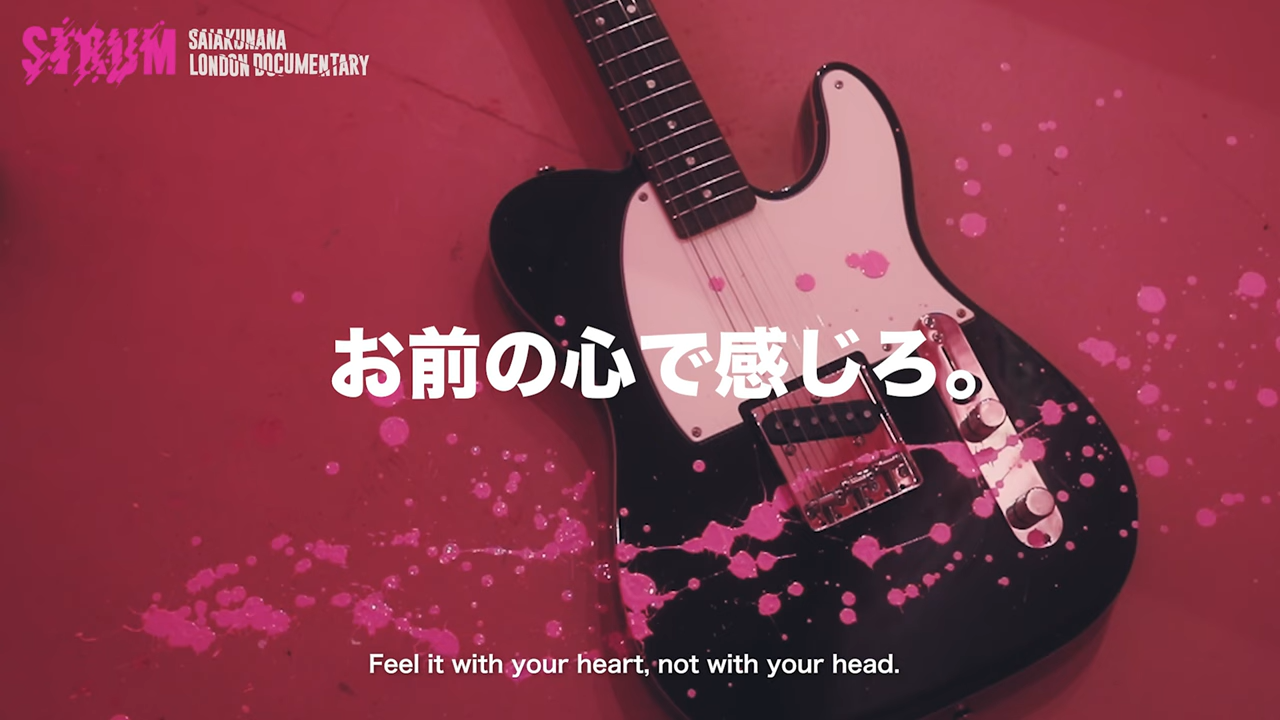 STRUM
SAIAKUNANA
LONDON DOCUMENTARY
お前の心で感じろ。
Feel it with your heart, not with your head.